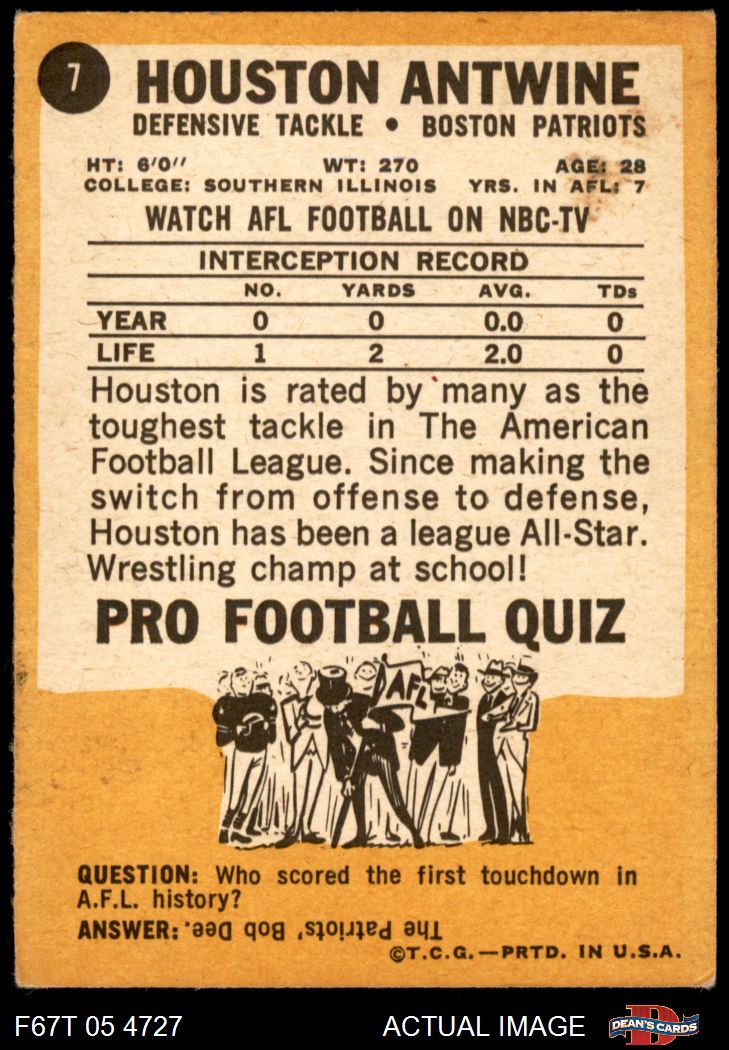 7
HOUSTON ANTWINE
DEFENSIVE TACKLE • BOSTON PATRIOTS
HT: 6'0'' WT: 270 AGE: 28
COLLEGE: SOUTHERN ILLINOIS YRS. IN AFL: 7
WATCH AFL FOOTBALL ON NBC-TV
INTERCEPTION RECORD
NO. YARDS AVG. TDs
YEAR 0 0 0.0 0
LIFE 1 2 2.0 0
Houston is rated by many as the
toughest tackle in The American
Football League. Since making the
switch from offense to defense,
Houston has been a league All-Star.
Wrestling champ at school!
PRO FOOTBALL QUIZ
AFL
QUESTION: Who scored the first touchdown in
A.F.L. history?
ANSWER: The Patriots' Bob Dee.
©T.C.G.—PRTD. IN U.S.A.
F67T 05 4727 ACTUAL IMAGE D DEAN'S CARDS